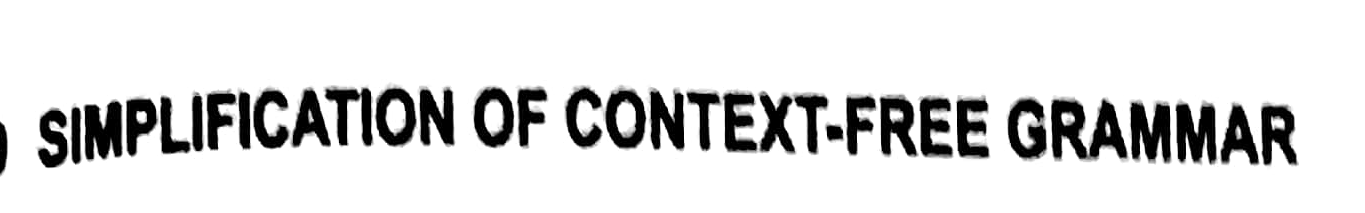 SIMPLIFICATION OF CONTEXT-FREE GRAMMAR